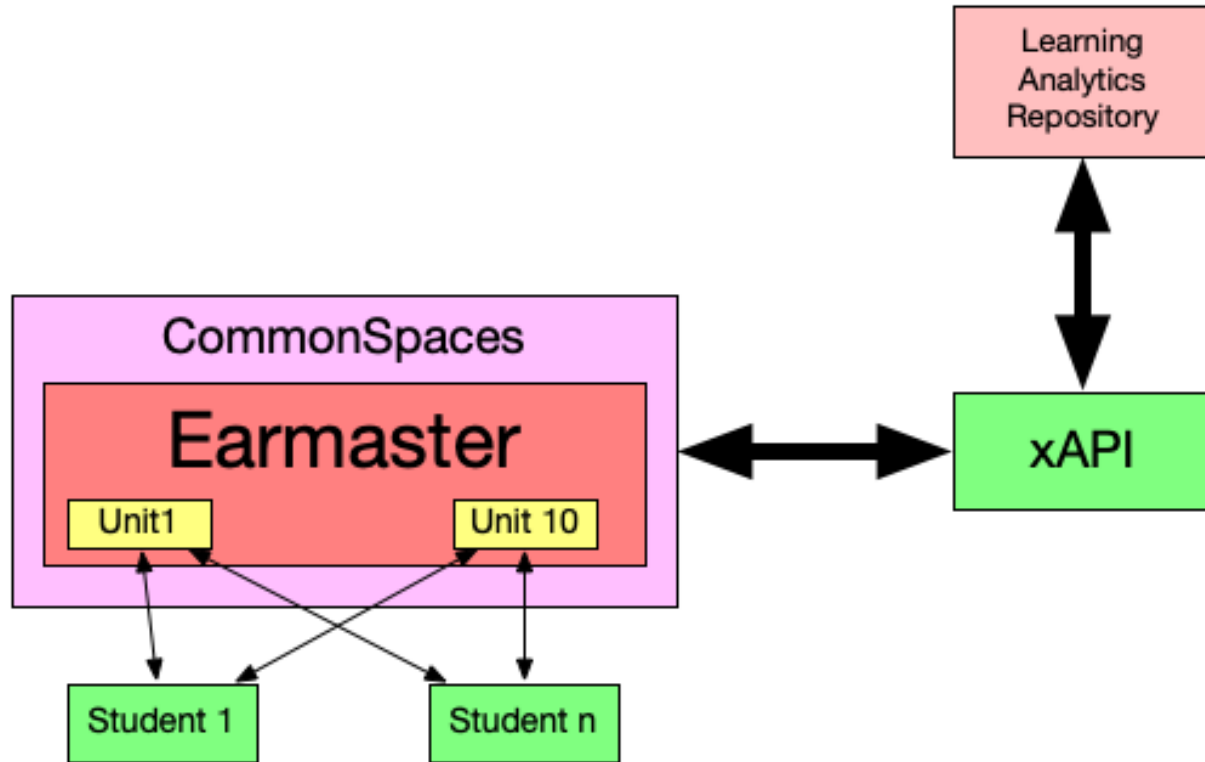 Learning
Analytics
Repository
CommonSpaces
Earmaster
xAPI
Unit1
Unit 10
Student 1
Student n